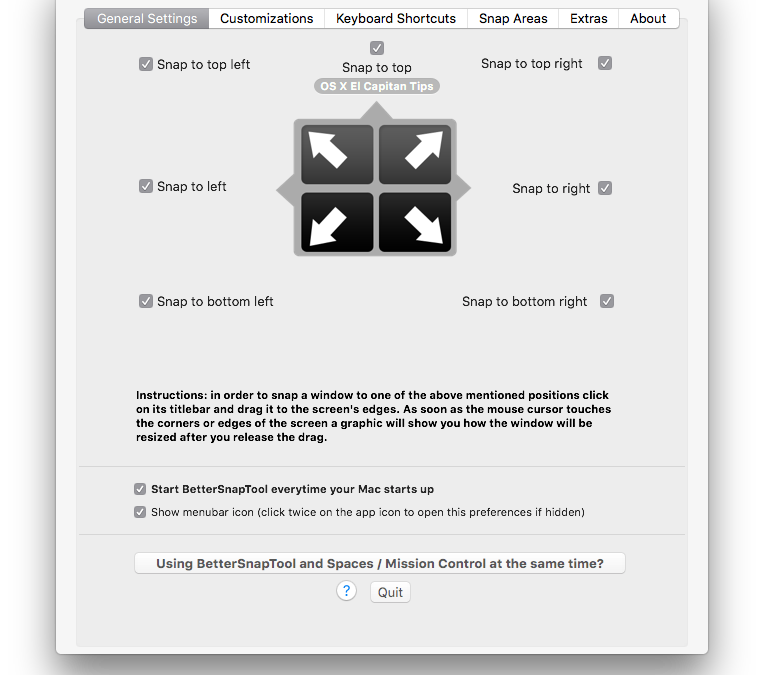 General Settings
Customizations
Keyboard Shortcuts
Snap Areas
Extras
About
Snap to top left
Snap to top
Snap to top right
OS X El Capitan Tips
Snap to left
Snap to right
Snap to bottom left
Snap to bottom right
Instructions: in order to snap a window to one of the above mentioned positions click
on its titlebar and drag it to the screen's edges. As soon as the mouse cursor touches
the corners or edges of the screen a graphic will show you how the window will be
resized after you release the drag.
Start BetterSnapTool everytime your Mac starts up
Show menubar icon (click twice on the app icon to open this preferences if hidden)
Using BetterSnapTool and Spaces / Mission Control at the same time?
?
Quit